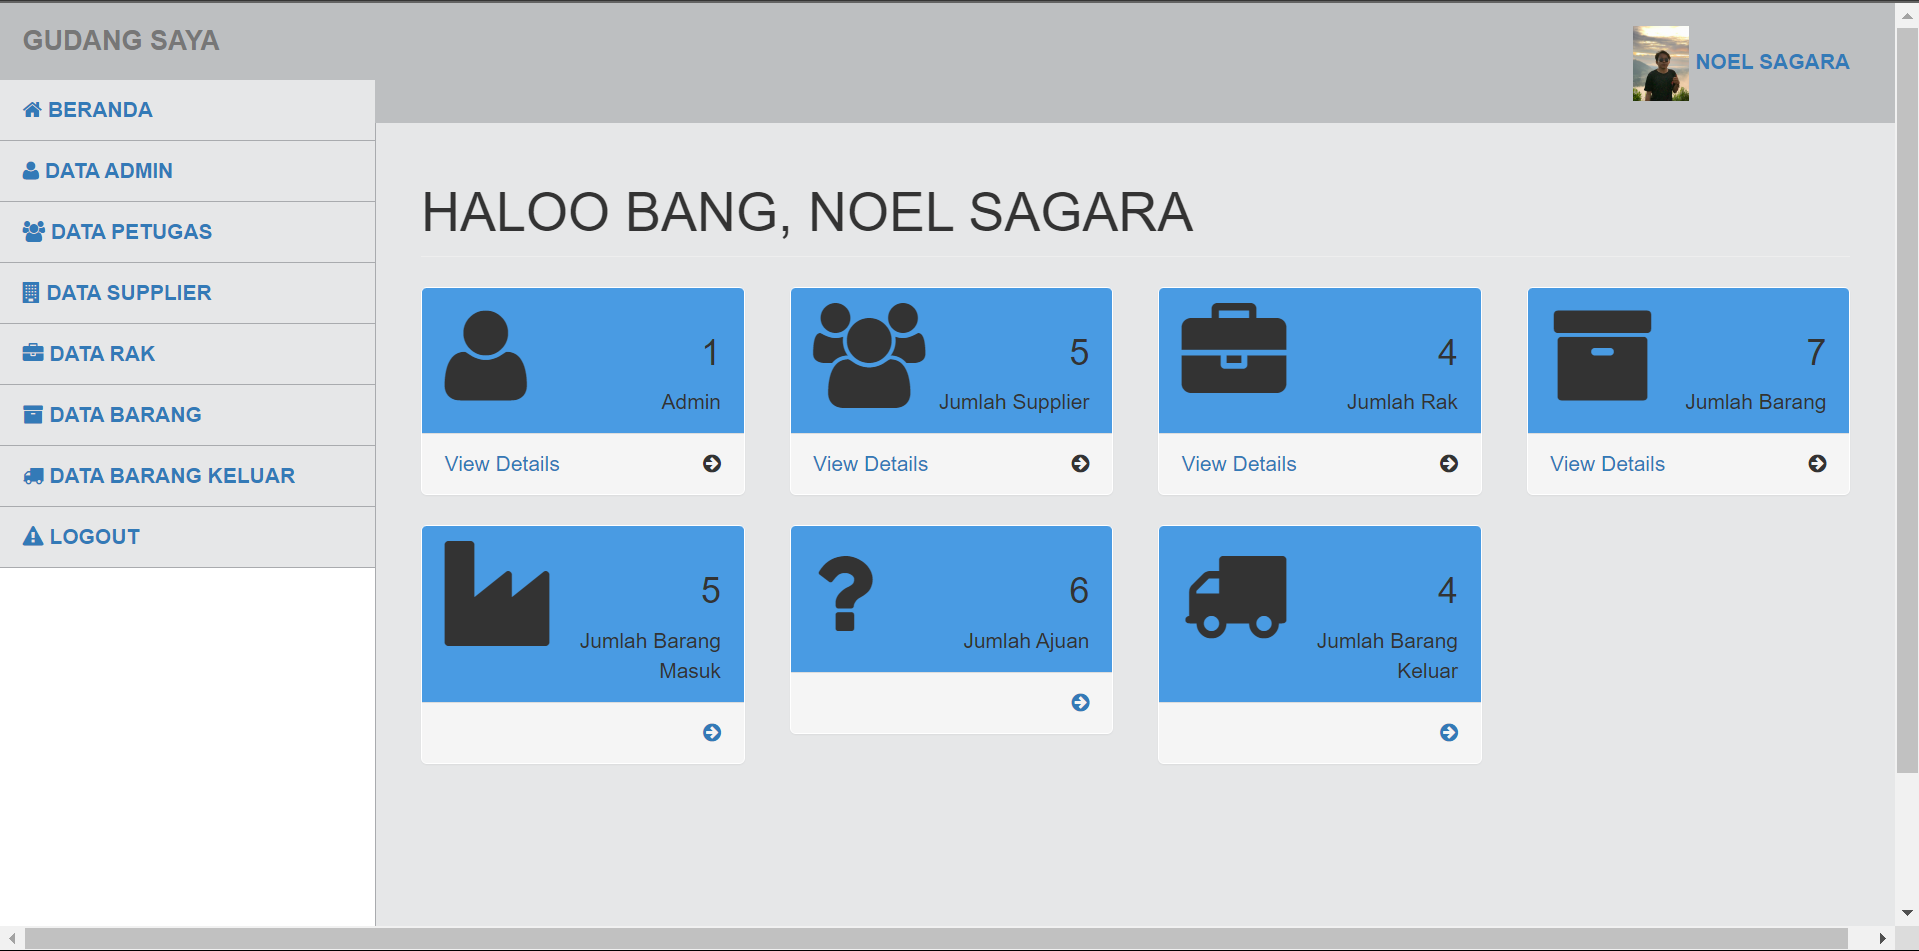 GUDANG SAYA
NOEL SAGARA
BERANDA
DATA ADMIN
DATA PETUGAS
DATA SUPPLIER
DATA RAK
DATA BARANG
DATA BARANG KELUAR
LOGOUT
HALOO BANG, NOEL SAGARA
1
Admin
View Details
5
Jumlah Supplier
View Details
4
Jumlah Rak
View Details
7
Jumlah Barang
View Details
5
Jumlah Barang
Masuk
6
Jumlah Ajuan
4
Jumlah Barang
Keluar